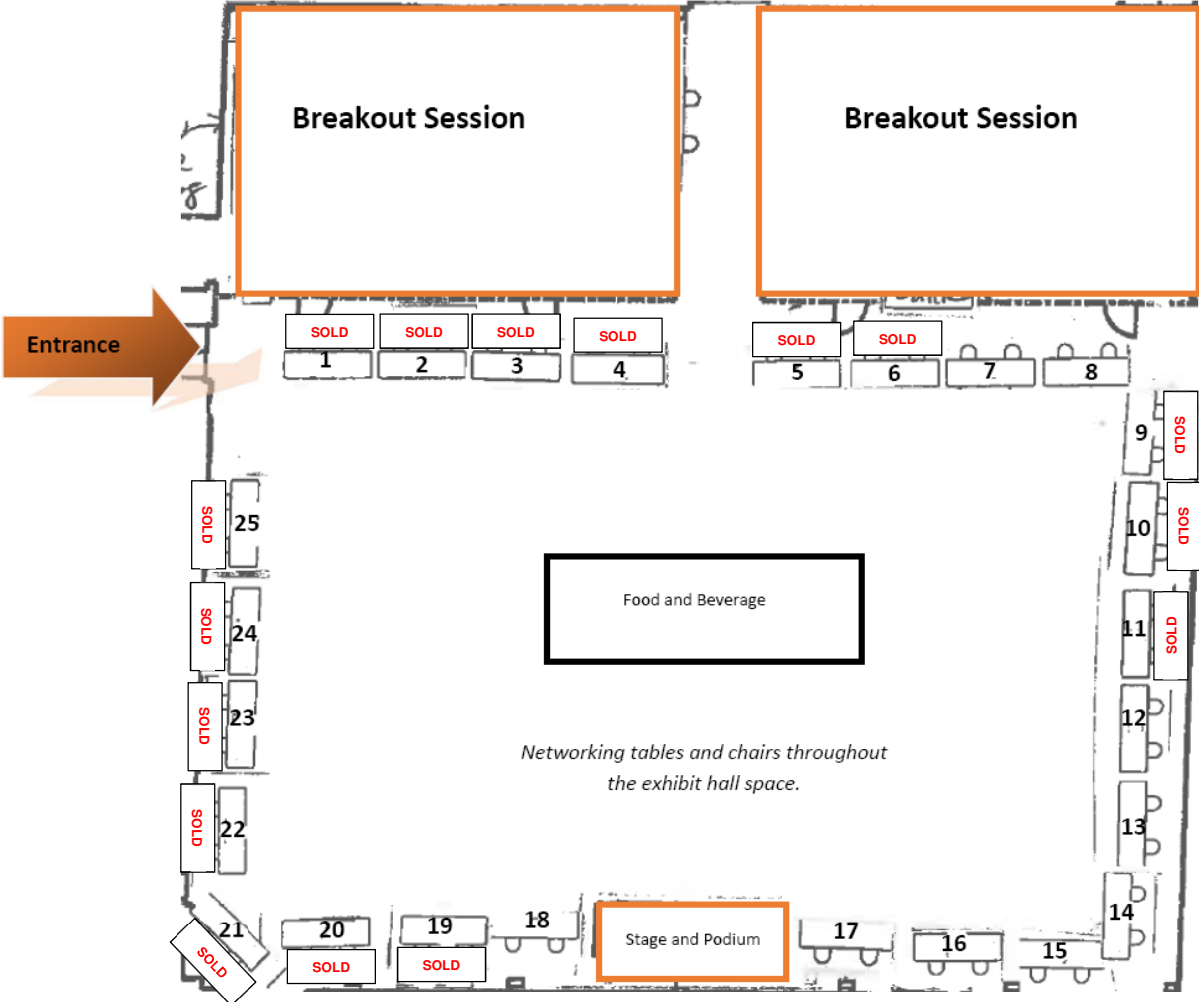 Breakout Session
Breakout Session
8
Entrance
SOLD
SOLD
SOLD
SOLD
SOLD
SOLD
1
2
3
4
5
6
7
8
9
SOLD
10
SOLD
11
SOLD
12
13
14
25
SOLD
24
SOLD
23
SOLD
22
SOLD
Food and Beverage
Networking tables and chairs throughout
the exhibit hall space.
21
SOLD
20
SOLD
19
SOLD
18
Stage and Podium
17
16
15